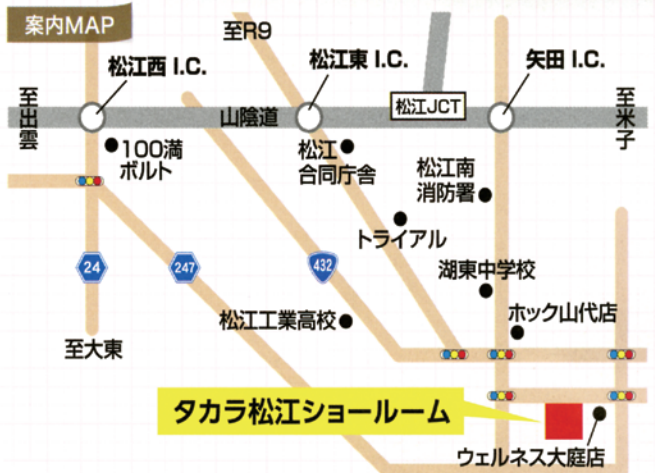 案内MAP
至R9
松江西 I.C.
松江東 I.C.
矢田 I.C.
至出雲
山陰道
松江JCT
至米子
100満
ボルト
松江
合同庁舎
松江南
消防署
トライアル
24
247
432
湖東中学校
松江工業高校
ホック山代店
至大東
タカラ松江ショールーム
ウェルネス大庭店